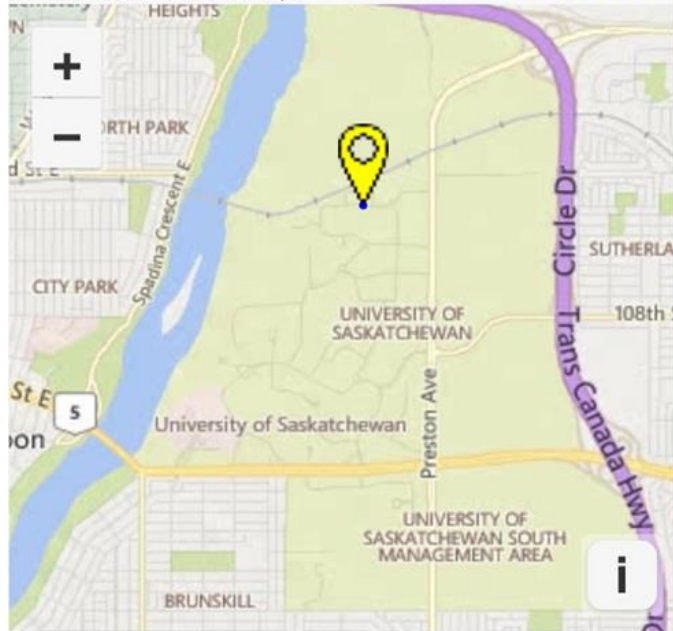 HEIGHTS
+
−
ORTH PARK
d St E
Spadina Crescent E
CITY PARK
Circle Dr
SUTHERLA
UNIVERSITY OF
SASKATCHEWAN
108th S
Trans Canada Hwy
St E
5
oon
University of Saskatchewan
Preston Ave
UNIVERSITY OF
SASKATCHEWAN SOUTH
MANAGEMENT AREA
i
BRUNSKILL
Dr